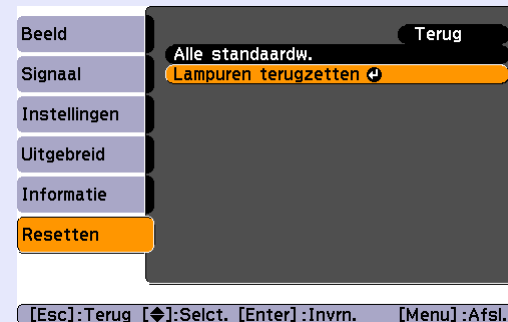 Beeld
Signaal
Instellingen
Uitgebreid
Informatie
Resetten
Terug
Alle standaardw.
Lampuren terugzetten
[Esc]:Terug [◆]:Selct. [Enter]:Invrn. [Menu]:Afsl.